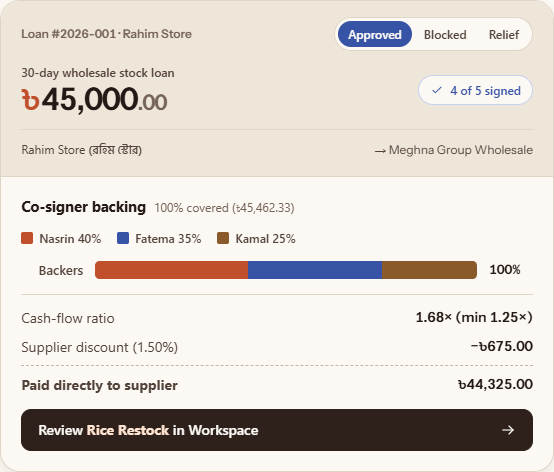 Loan #2026-001 · Rahim Store
Approved Blocked Relief
30-day wholesale stock loan
৳45,000.00
✓ 4 of 5 signed
Rahim Store (রহিম স্টোর)
→ Meghna Group Wholesale
Co-signer backing 100% covered (৳45,462.33)
Nasrin 40% Fatema 35% Kamal 25%
Backers 100%
Cash-flow ratio 1.68× (min 1.25×)
Supplier discount (1.50%) −৳675.00
Paid directly to supplier ৳44,325.00
Review Rice Restock in Workspace →